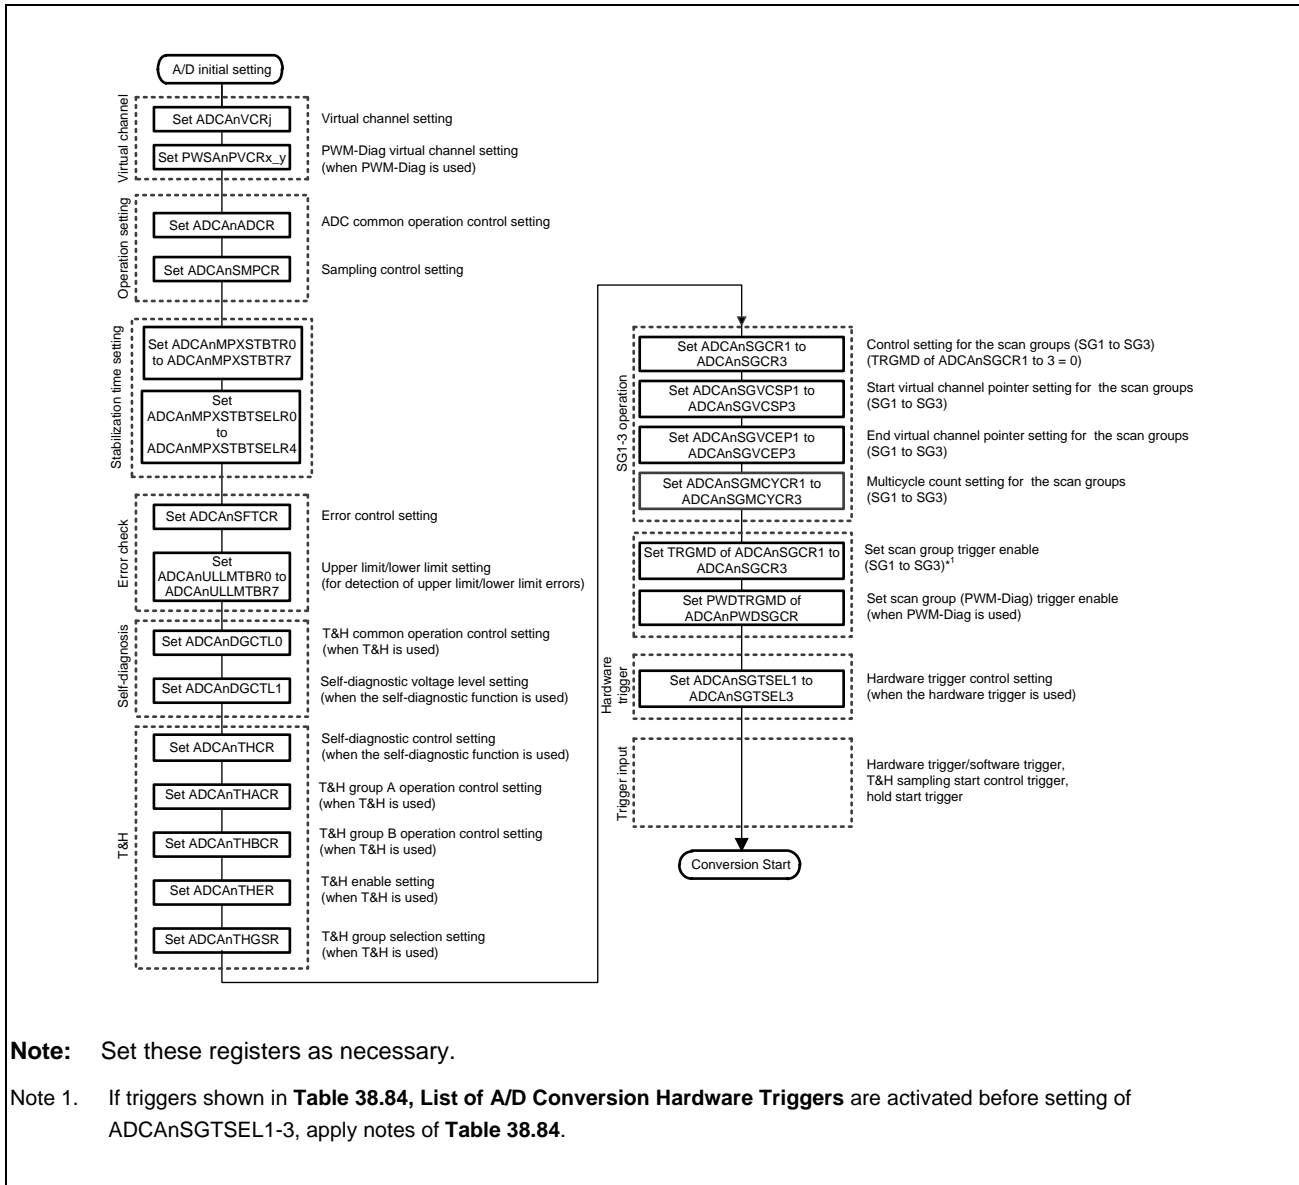 A/D initial setting
Virtual channel
Set ADCAnVCRj
Virtual channel setting
Set PWSAnPVCRx_y
PWM-Diag virtual channel setting
(when PWM-Diag is used)
Operation setting
Set ADCAnADCR
ADC common operation control setting
Set ADCAnSMPCR
Sampling control setting
Stabilization time setting
Set ADCAnMPXSTBTR0
to ADCAnMPXSTBTR7
Set
ADCAnMPXSTBTSELR0
to
ADCAnMPXSTBTSELR4
Error check
Set ADCAnSFTCR
Error control setting
Set
ADCAnULLMTBR0 to
ADCAnULLMTBR7
Upper limit/lower limit setting
(for detection of upper limit/lower limit errors)
Self-diagnosis
Set ADCAnDGCTL0
T&H common operation control setting
(when T&H is used)
Set ADCAnDGCTL1
Self-diagnostic voltage level setting
(when the self-diagnostic function is used)
T&H
Set ADCAnTHCR
Self-diagnostic control setting
(when the self-diagnostic function is used)
Set ADCAnTHACR
T&H group A operation control setting
(when T&H is used)
Set ADCAnTHBCR
T&H group B operation control setting
(when T&H is used)
Set ADCAnTHER
T&H enable setting
(when T&H is used)
Set ADCAnTHGSR
T&H group selection setting
(when T&H is used)
SG1-3 operation
Set ADCAnSGCR1 to
ADCAnSGCR3
Control setting for the scan groups (SG1 to SG3)
(TRGMD of ADCAnSGCR1 to 3 = 0)
Set ADCAnSGVCSP1 to
ADCAnSGVCSP3
Start virtual channel pointer setting for the scan groups
(SG1 to SG3)
Set ADCAnSGVCEP1 to
ADCAnSGVCEP3
End virtual channel pointer setting for the scan groups
(SG1 to SG3)
Set ADCAnSGMCYCR1 to
ADCAnSGMCYCR3
Multicycle count setting for the scan groups
(SG1 to SG3)
Set TRGMD of ADCAnSGCR1 to
ADCAnSGCR3
Set scan group trigger enable
(SG1 to SG3)*1
Set PWDTRGMD of
ADCAnPWDSGCR
Set scan group (PWM-Diag) trigger enable
(when PWM-Diag is used)
Hardware
trigger
Set ADCAnSGTSEL1 to
ADCAnSGTSEL3
Hardware trigger control setting
(when the hardware trigger is used)
Trigger input
Hardware trigger/software trigger,
T&H sampling start control trigger,
hold start trigger
Conversion Start
Note: Set these registers as necessary.
Note 1. If triggers shown in Table 38.84, List of A/D Conversion Hardware Triggers are activated before setting of
ADCAnSGTSEL1-3, apply notes of Table 38.84.